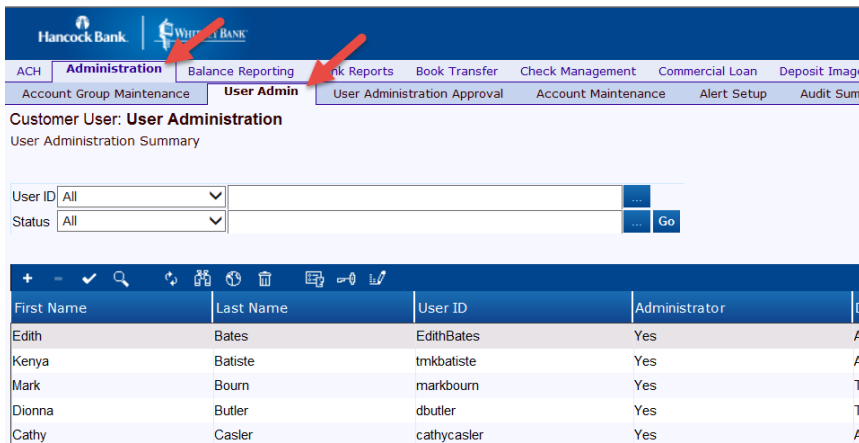 Hancock Bank. WHITNEY BANK
ACH Administration Balance Reporting Reports Book Transfer Check Management Commercial Loan Deposit Imag
Account Group Maintenance User Admin User Administration Approval Account Maintenance Alert Setup Audit Sum
Customer User: User Administration
User Administration Summary
User ID All ...
Status All ... Go
First Name Last Name User ID Administrator
Edith Bates EdithBates Yes A
Kenya Batiste tmkbatiste Yes A
Mark Bourn markbourn Yes T
Dionna Butler dbutler Yes T
Cathy Casler cathycasler Yes A